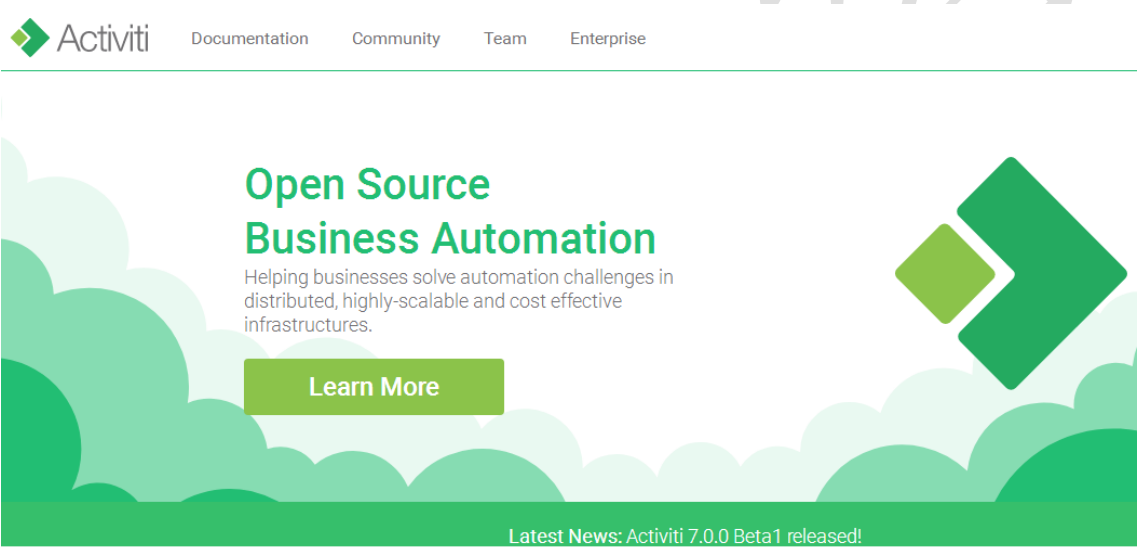 Activiti
Documentation Community Team Enterprise
Open Source
Business Automation
Helping businesses solve automation challenges in
distributed, highly-scalable and cost effective
infrastructures.
Learn More
Latest News: Activiti 7.0.0 Beta1 released!